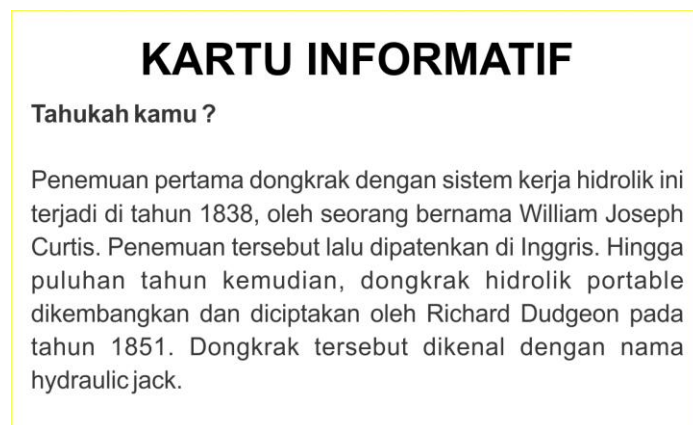 KARTU INFORMATIF
Tahukah kamu ?
Penemuan pertama dongkrak dengan sistem kerja hidrolik ini
terjadi di tahun 1838, oleh seorang bernama William Joseph
Curtis. Penemuan tersebut lalu dipatenkan di Inggris. Hingga
puluhan tahun kemudian, dongkrak hidrolik portable
dikembangkan dan diciptakan oleh Richard Dudgeon pada
tahun 1851. Dongkrak tersebut dikenal dengan nama
hydraulic jack.